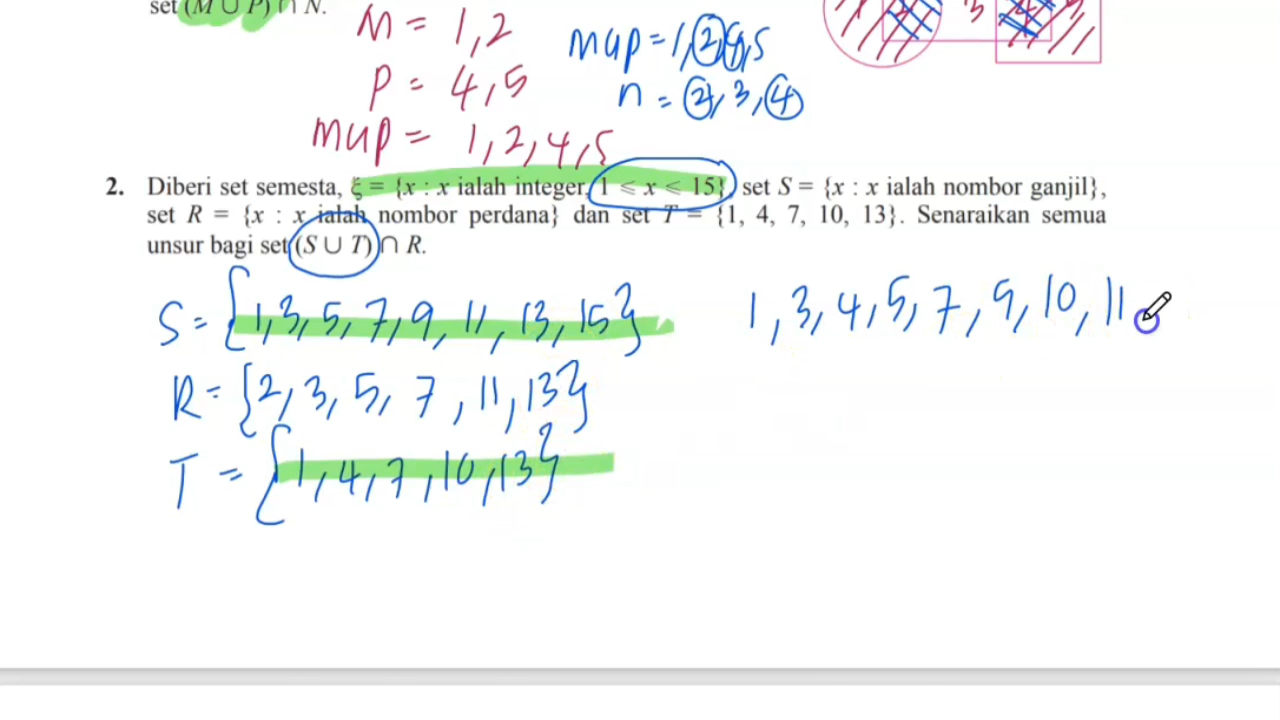 set (M ∪ P) ∩ N.
M = 1,2
P = 4,5
MUP = 1,2,4,5
MUP = 1,2,4,5
n = 2,3,4
3
2. Diberi set semesta, ξ = {x : x ialah integer, 1 ⩽ x ⩽ 15}, set S = {x : x ialah nombor ganjil},
set R = {x : x ialah nombor perdana} dan set T = {1, 4, 7, 10, 13}. Senaraikan semua
unsur bagi set (S ∪ T) ∩ R.
S = {1,3,5,7,9,11,13,15}
1,3,4,5,7,9,10,11
R = {2,3,5,7,11,13}
T = {1,4,7,10,13}